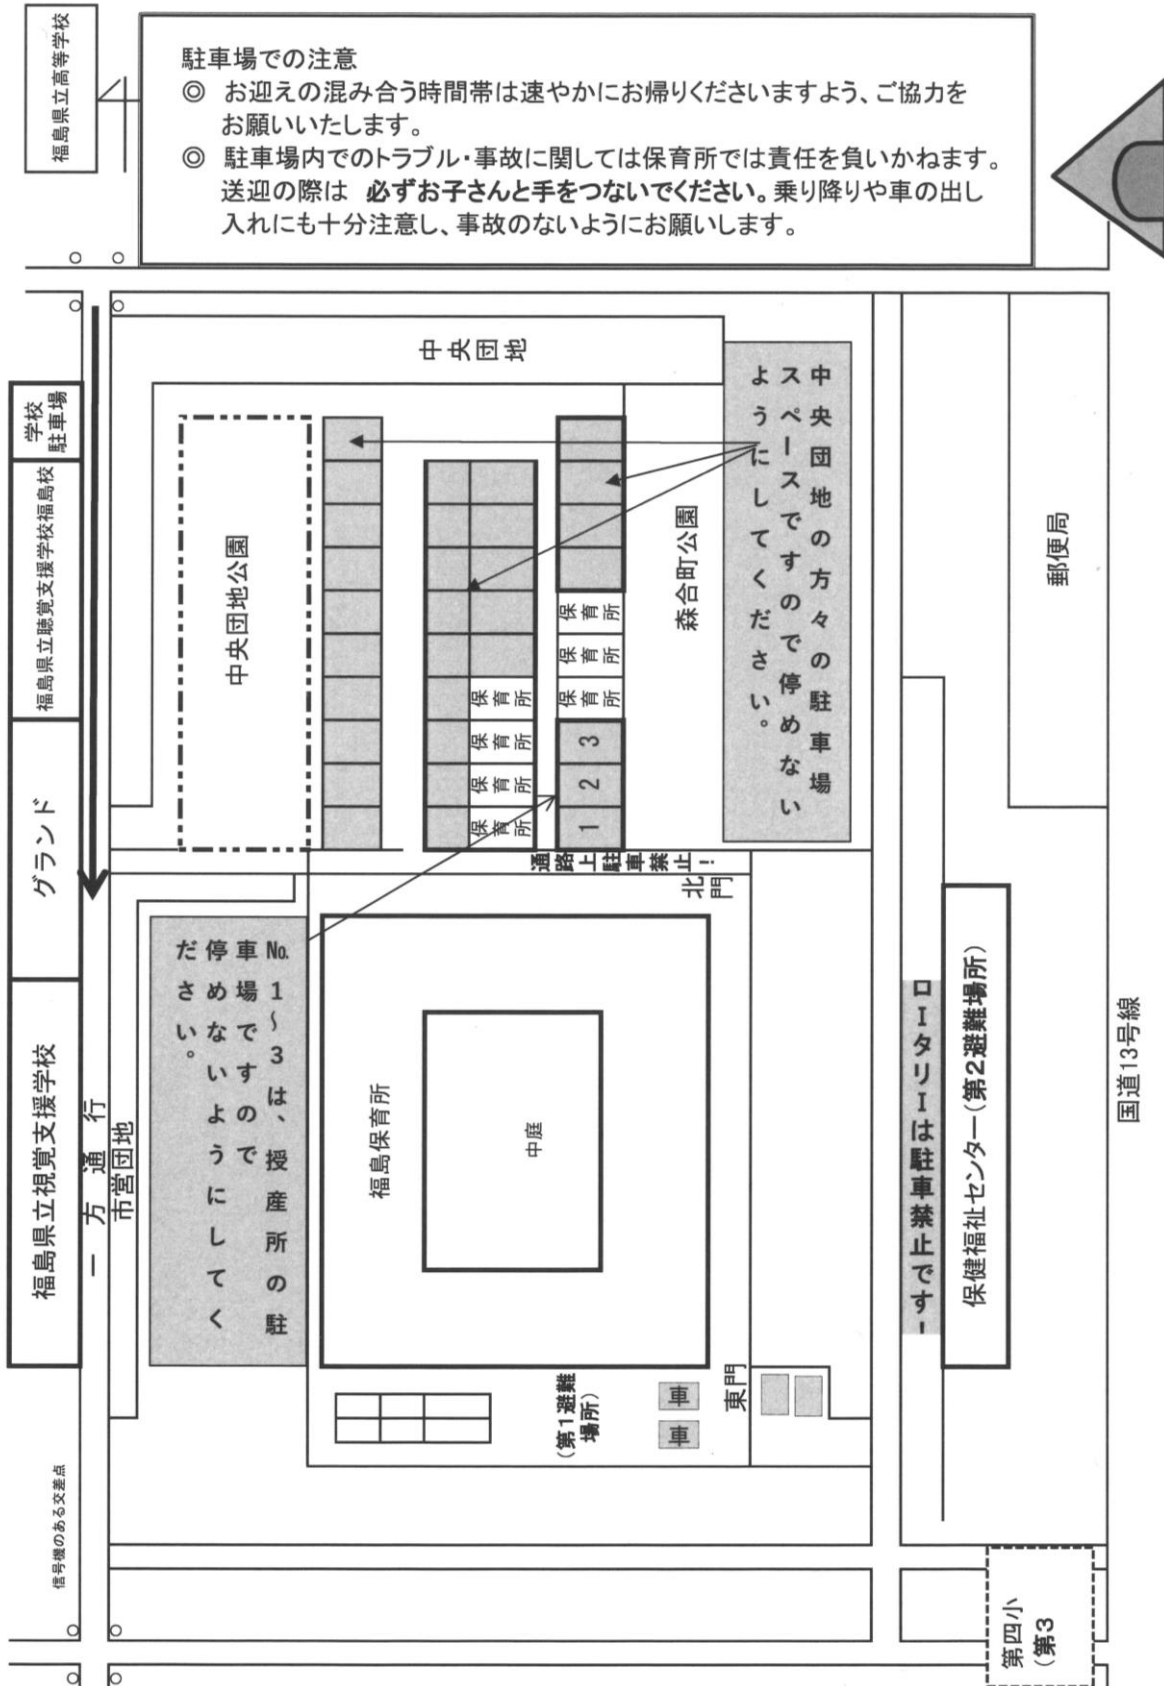 福島県立高等学校
駐車場での注意
◎ お迎えの混み合う時間帯は速やかにお帰りくださいますよう、ご協力を
お願いいたします。
◎ 駐車場内でのトラブル・事故に関しては保育所では責任を負いかねます。
送迎の際は 必ずお子さんと手をつないでください。乗り降りや車の出し
入れにも十分注意し、事故のないようにお願いします。
学校
駐車場
福島県立聴覚支援学校福島校
グランド
福島県立視覚支援学校
一方通行
市営団地
信号機のある交差点
中央団地
中央団地公園
保育所
保育所
保育所
保育所
保育所
保育所
保育所
1
2
3
森合町公園
中央団地の方々の駐車場
スペースですので停めない
ようにしてください。
通路上駐車禁止!
北門
№1～3は、授産所の駐
車場ですので
停めないようにしてく
ださい。
福島保育所
中庭
(第1避難
場所)
車
車
東門
郵便局
ロータリーは駐車禁止です!
保健福祉センター(第2避難場所)
国道13号線
第四小
(第3